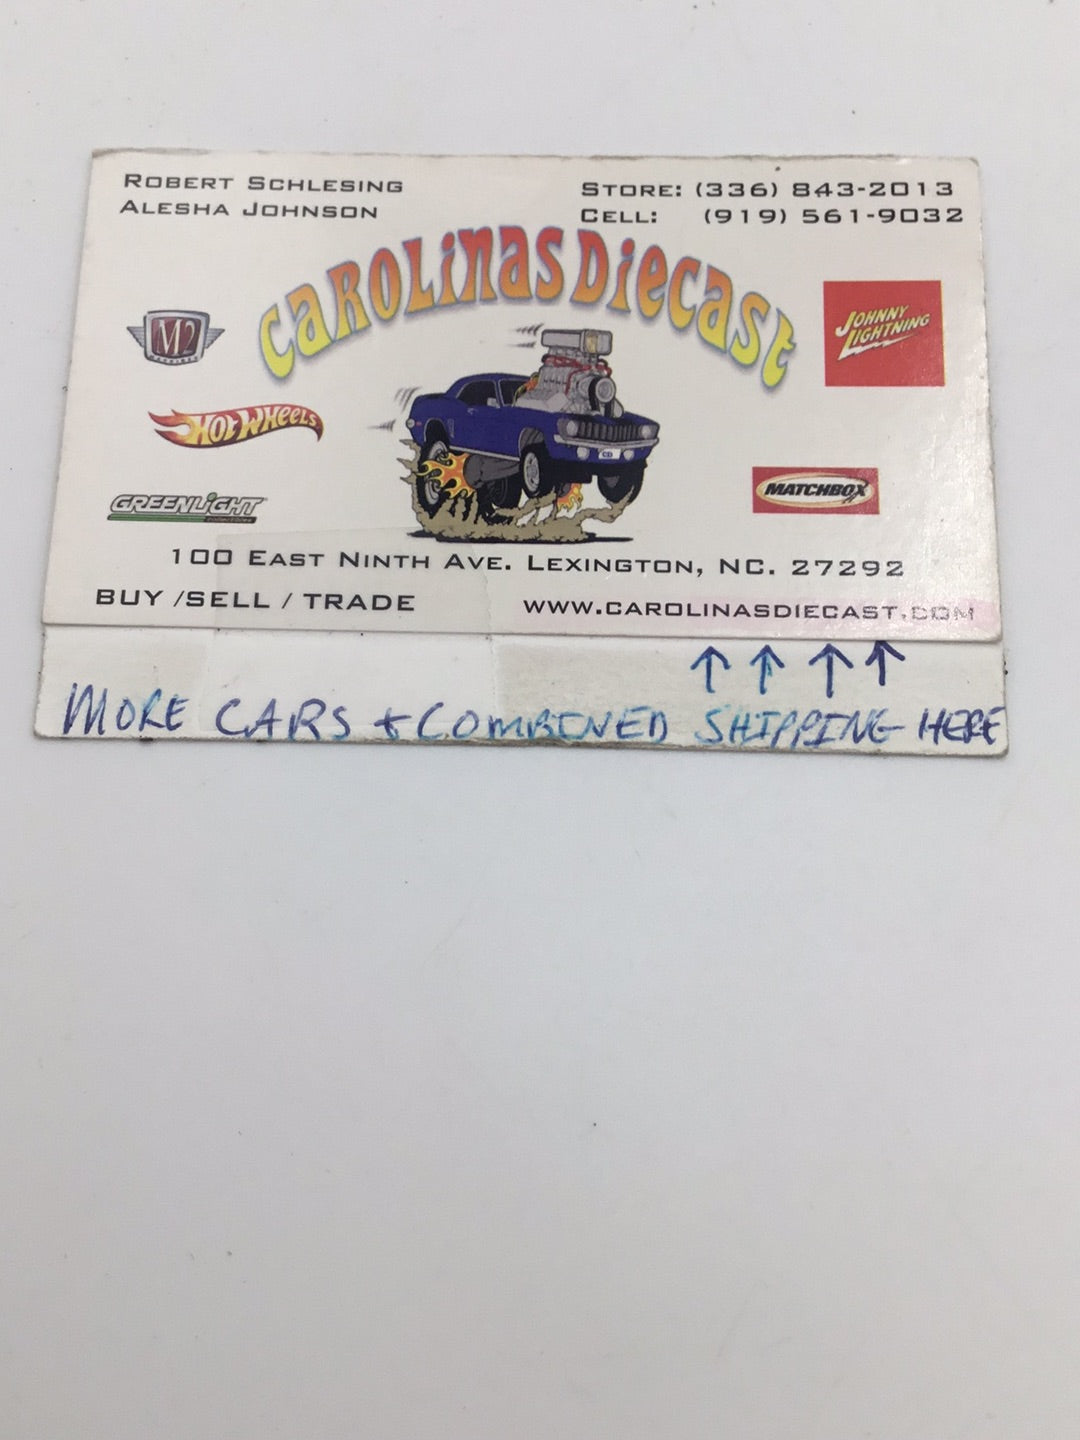 ROBERT SCHLESING
ALESHA JOHNSON
STORE: (336) 843-2013
CELL: (919) 561-9032
CAROLINAS DIECAST
M2
JOHNNY LIGHTNING
HOT WHEELS
GREENLIGHT
MATCHBOX
CD
100 EAST NINTH AVE. LEXINGTON, NC. 27292
BUY /SELL / TRADE
WWW.CAROLINASDIECAST.COM
MORE CARS + COMBINED SHIPPING HERE